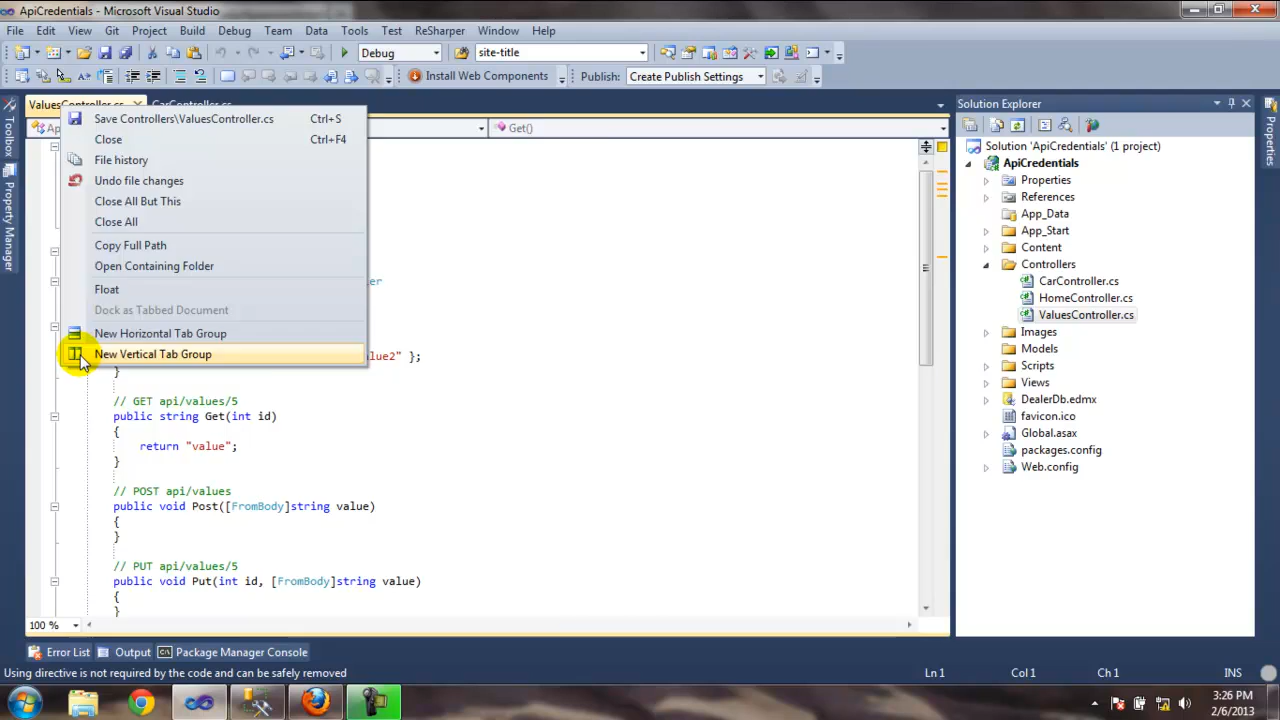 ApiCredentials - Microsoft Visual Studio
File Edit View Git Project Build Debug Team Data Tools Test ReSharper Window Help
Debug site-title
Install Web Components Publish: Create Publish Settings
ValuesController.cs CarController.cs
Get()
Toolbox
Property Manager
Save Controllers\ValuesController.cs Ctrl+S
Close Ctrl+F4
File history
Undo file changes
Close All But This
Close All
Copy Full Path
Open Containing Folder
Float
Dock as Tabbed Document
New Horizontal Tab Group
New Vertical Tab Group
};
}
// GET api/values/5
public string Get(int id)
{
return "value";
}
// POST api/values
public void Post([FromBody]string value)
{
}
// PUT api/values/5
public void Put(int id, [FromBody]string value)
{
}
100 %
Solution Explorer
Solution 'ApiCredentials' (1 project)
ApiCredentials
Properties
References
App_Data
App_Start
Content
Controllers
CarController.cs
HomeController.cs
ValuesController.cs
Images
Models
Scripts
Views
DealerDb.edmx
favicon.ico
Global.asax
packages.config
Web.config
Properties
Error List Output Package Manager Console
Using directive is not required by the code and can be safely removed Ln 1 Col 1 Ch 1 INS
3:26 PM
2/6/2013